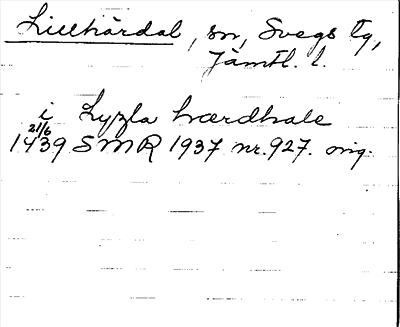 Lillhärdal, sn, Svegs tg,
Jämtl. l.
i Lyzla hærdhale
21/6
1439 SMR 1937 nr. 927. orig.